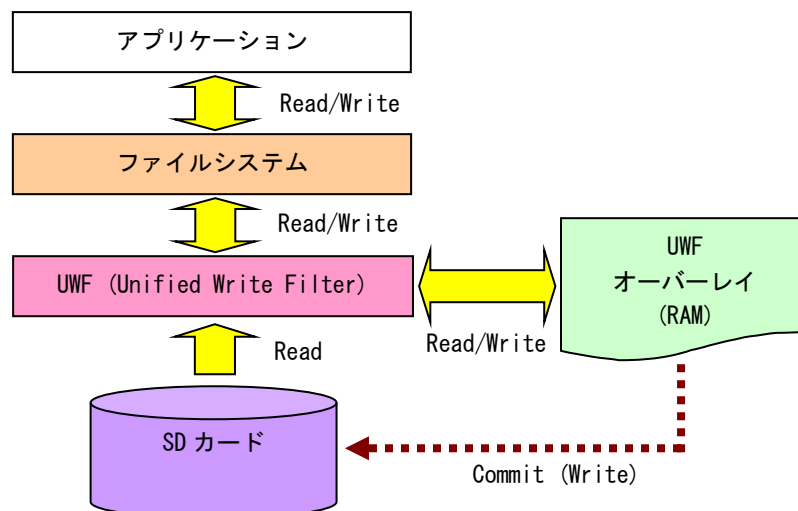 アプリケーション
Read/Write
ファイルシステム
Read/Write
UWF (Unified Write Filter)
UWF
オーバーレイ
(RAM)
Read/Write
Read
SD カード
Commit (Write)